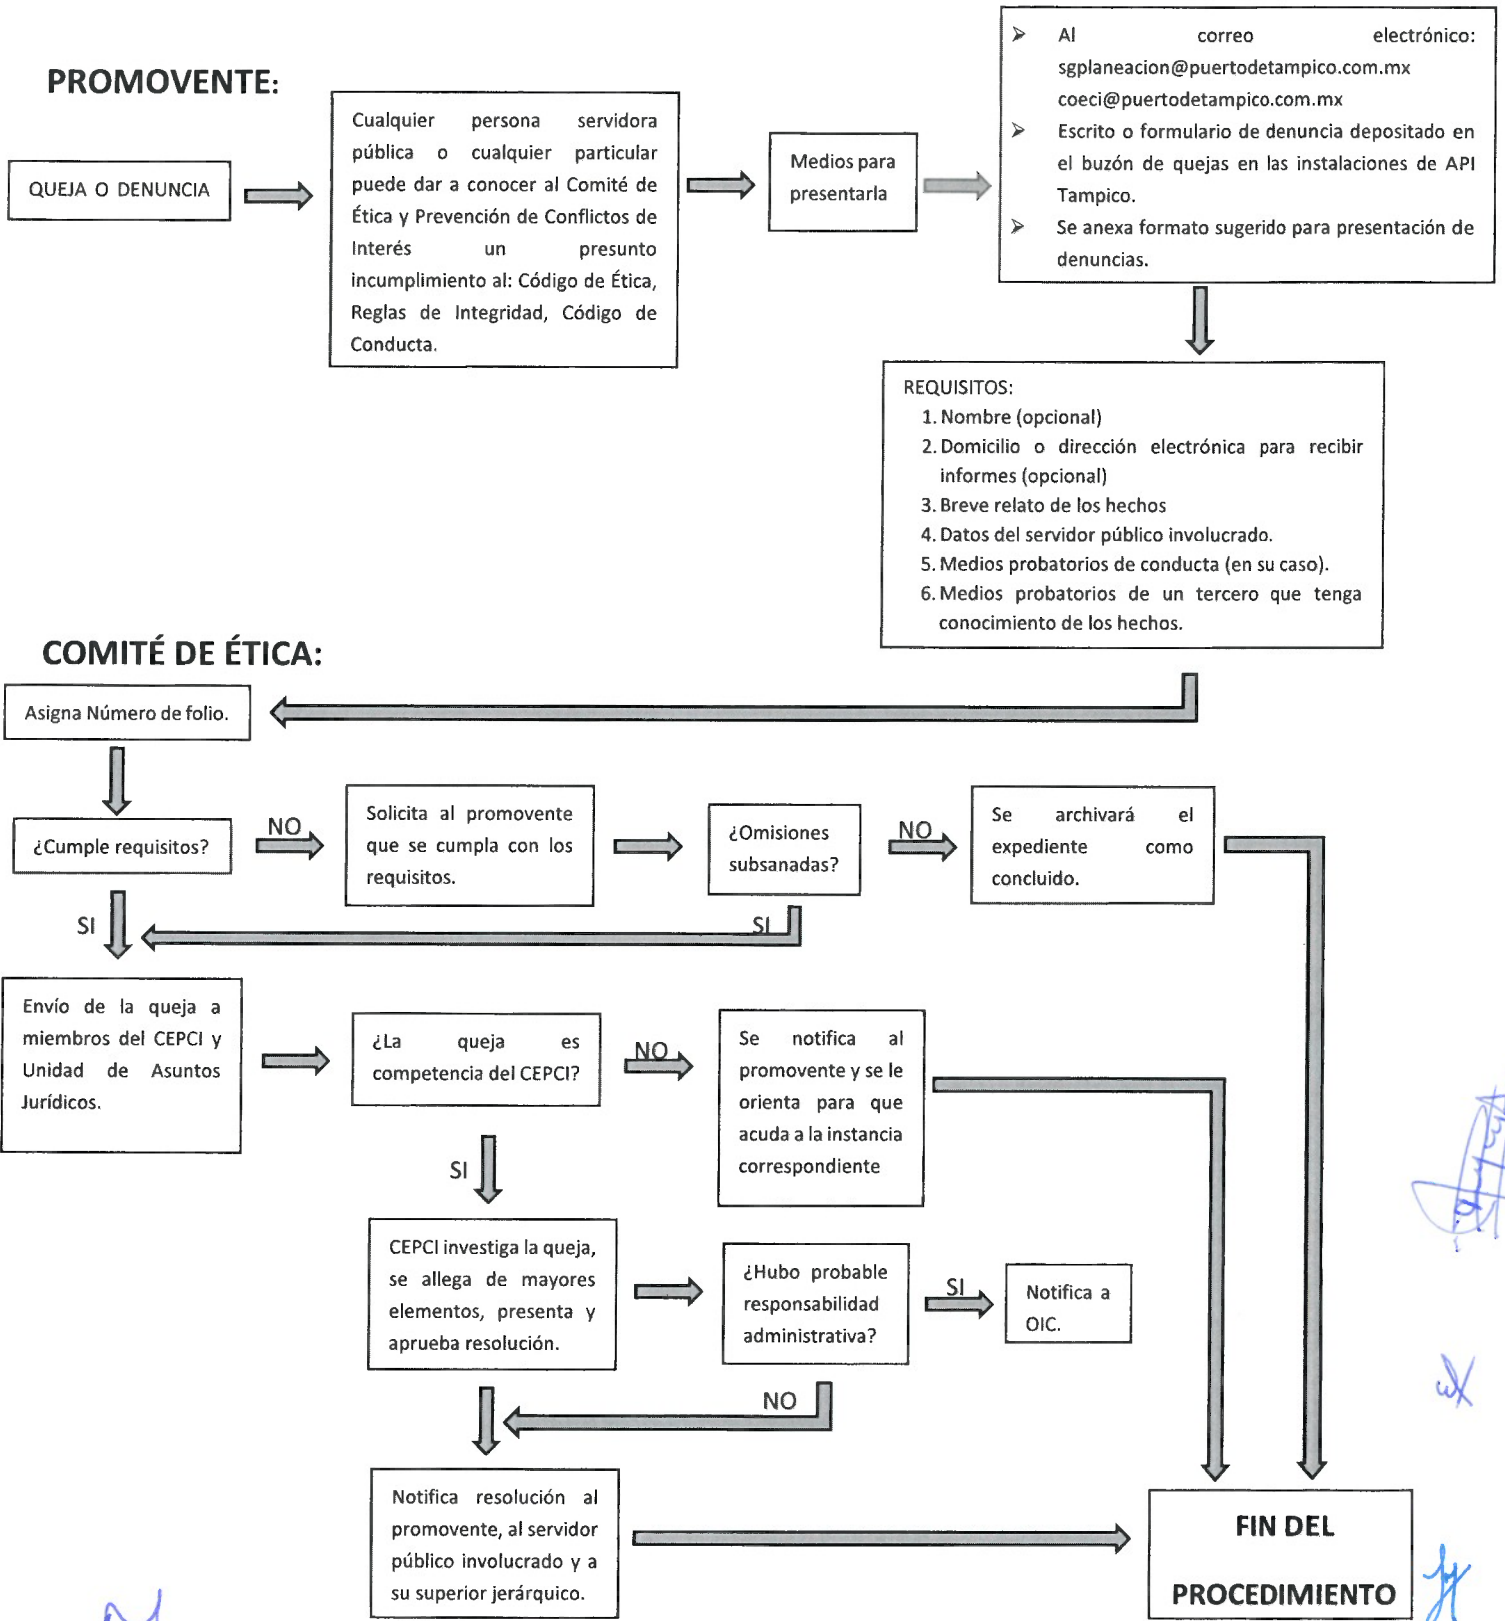 PROMOVENTE:
QUEJA O DENUNCIA
Cualquier persona servidora
pública o cualquier particular
puede dar a conocer al Comité de
Ética y Prevención de Conflictos de
Interés un presunto
incumplimiento al: Código de Ética,
Reglas de Integridad, Código de
Conducta.
Medios para
presentarla
➢ Al correo electrónico:
sgplaneacion@puertodetampico.com.mx
coeci@puertodetampico.com.mx
➢ Escrito o formulario de denuncia depositado en
el buzón de quejas en las instalaciones de API
Tampico.
➢ Se anexa formato sugerido para presentación de
denuncias.
REQUISITOS:
1. Nombre (opcional)
2. Domicilio o dirección electrónica para recibir
informes (opcional)
3. Breve relato de los hechos
4. Datos del servidor público involucrado.
5. Medios probatorios de conducta (en su caso).
6. Medios probatorios de un tercero que tenga
conocimiento de los hechos.
COMITÉ DE ÉTICA:
Asigna Número de folio.
¿Cumple requisitos?
NO
Solicita al promovente
que se cumpla con los
requisitos.
¿Omisiones
subsanadas?
NO
Se archivará el
expediente como
concluido.
SI
SI
Envío de la queja a
miembros del CEPCI y
Unidad de Asuntos
Jurídicos.
¿La queja es
competencia del CEPCI?
NO
Se notifica al
promovente y se le
orienta para que
acuda a la instancia
correspondiente
SI
CEPCI investiga la queja,
se allega de mayores
elementos, presenta y
aprueba resolución.
¿Hubo probable
responsabilidad
administrativa?
SI
Notifica a
OIC.
NO
Notifica resolución al
promovente, al servidor
público involucrado y a
su superior jerárquico.
FIN DEL
PROCEDIMIENTO